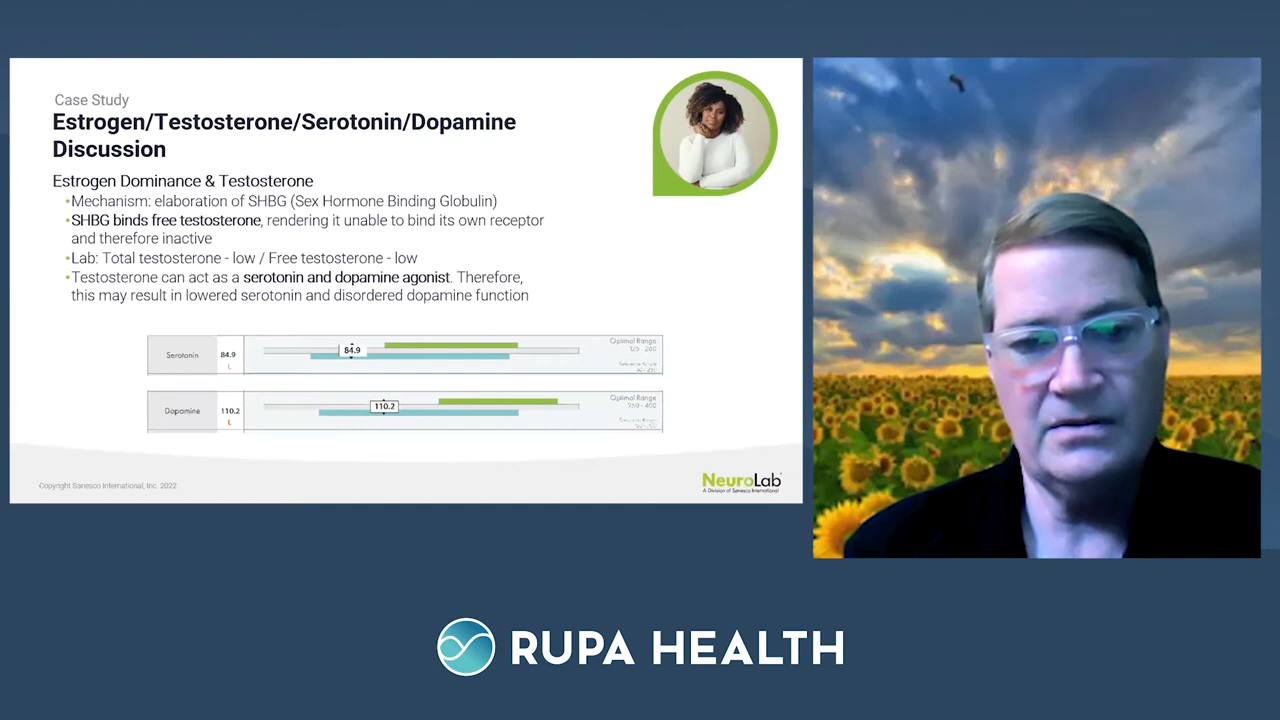 Case Study
Estrogen/Testosterone/Serotonin/Dopamine
Discussion
Estrogen Dominance & Testosterone
•Mechanism: elaboration of SHBG (Sex Hormone Binding Globulin)
•SHBG binds free testosterone, rendering it unable to bind its own receptor
and therefore inactive
•Lab: Total testosterone - low / Free testosterone - low
•Testosterone can act as a serotonin and dopamine agonist. Therefore,
this may result in lowered serotonin and disordered dopamine function
Serotonin
84.9
L
84.9
Optimal Range
Dopamine
110.2
L
110.2
Optimal Range
Copyright Sanesco International, Inc. 2022
NeuroLab
A Division of Sanesco International
RUPA HEALTH